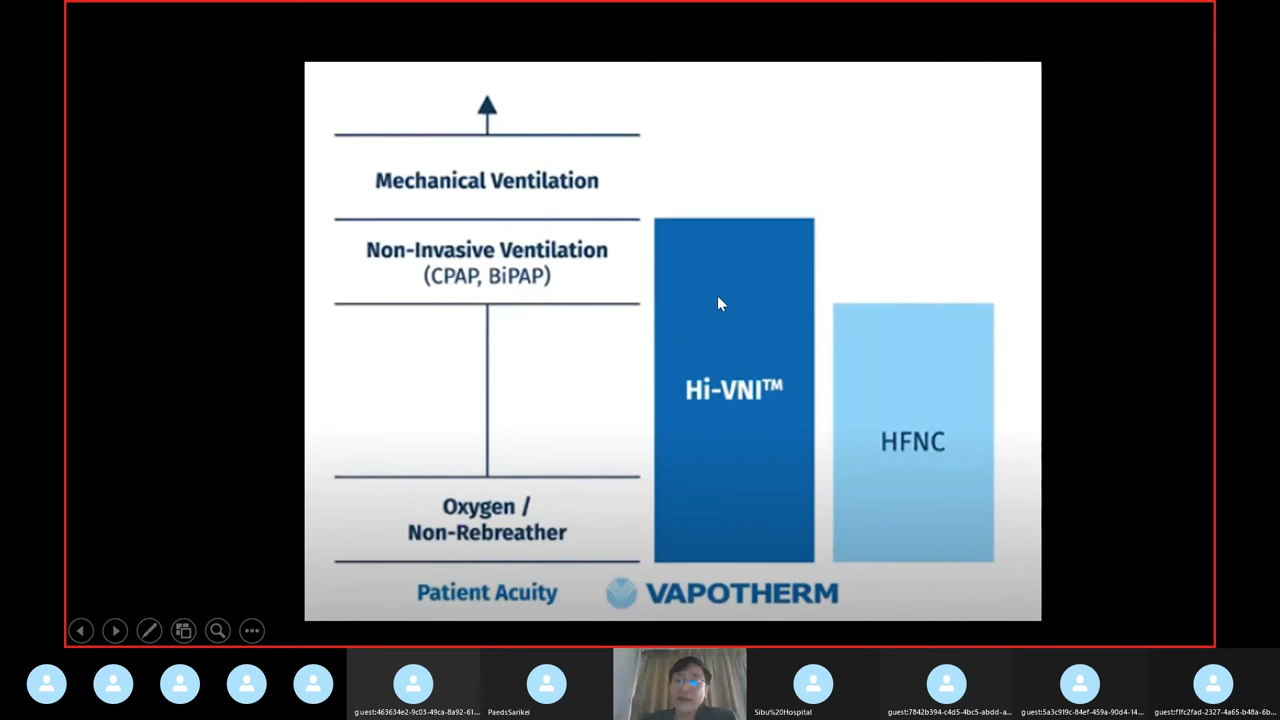 Mechanical Ventilation
Non-Invasive Ventilation
(CPAP, BiPAP)
Hi-VNI™
HFNC
Oxygen /
Non-Rebreather
Patient Acuity
VAPOTHERM
guest:463634e2-9c03-49ca-8a92-61...
PaedsSarikei
Sibu%20Hospital
guest:7842b394-c4d5-4bc5-abdd-a...
guest:5a3c919c-84ef-459a-90d4-14...
guest:f1fc2fad-2327-4a65-b48a-6b...